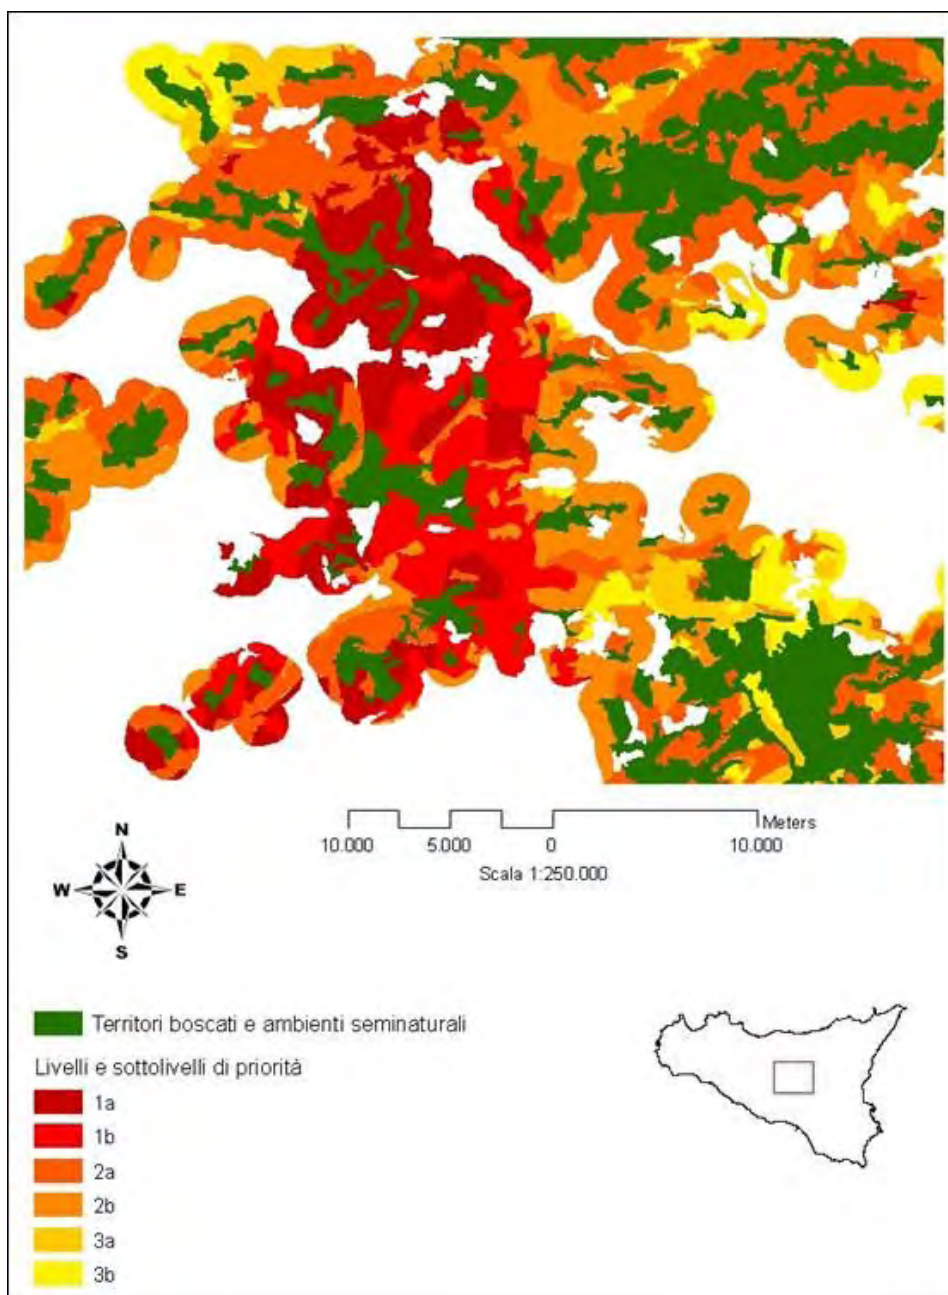 Meters
10.000 5.000 0 10.000
Scala 1:250.000
N
W E
S
Territori boscati e ambienti seminaturali
Livelli e sottolivelli di priorità
1a
1b
2a
2b
3a
3b